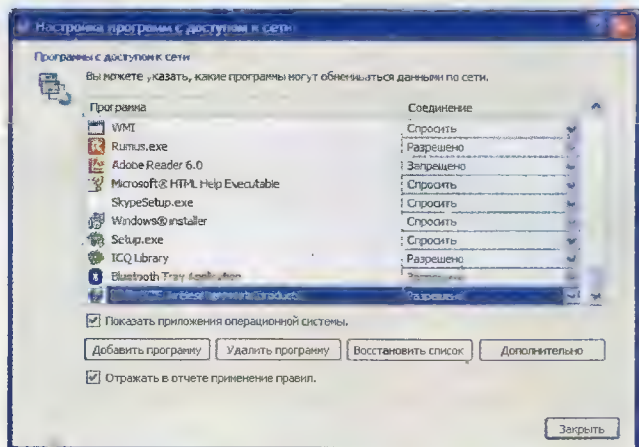 Настройка программ с доступом к сети
Программы с доступом к сети
Вы можете указать, какие программы могут обмениваться данными по сети.
Программа Соединение
WMI Спросить
Rumus.exe Разрешено
Adobe Reader 6.0 Запрещено
Microsoft® HTML Help Executable Спросить
SkypeSetup.exe Спросить
Windows® installer Спросить
Setup.exe Спросить
ICQ Library Разрешено
Bluetooth Tray Application
Разрешено
Показать приложения операционной системы.
Добавить программу Удалить программу Восстановить список Дополнительно
Отражать в отчете применение правил.
Закрыть